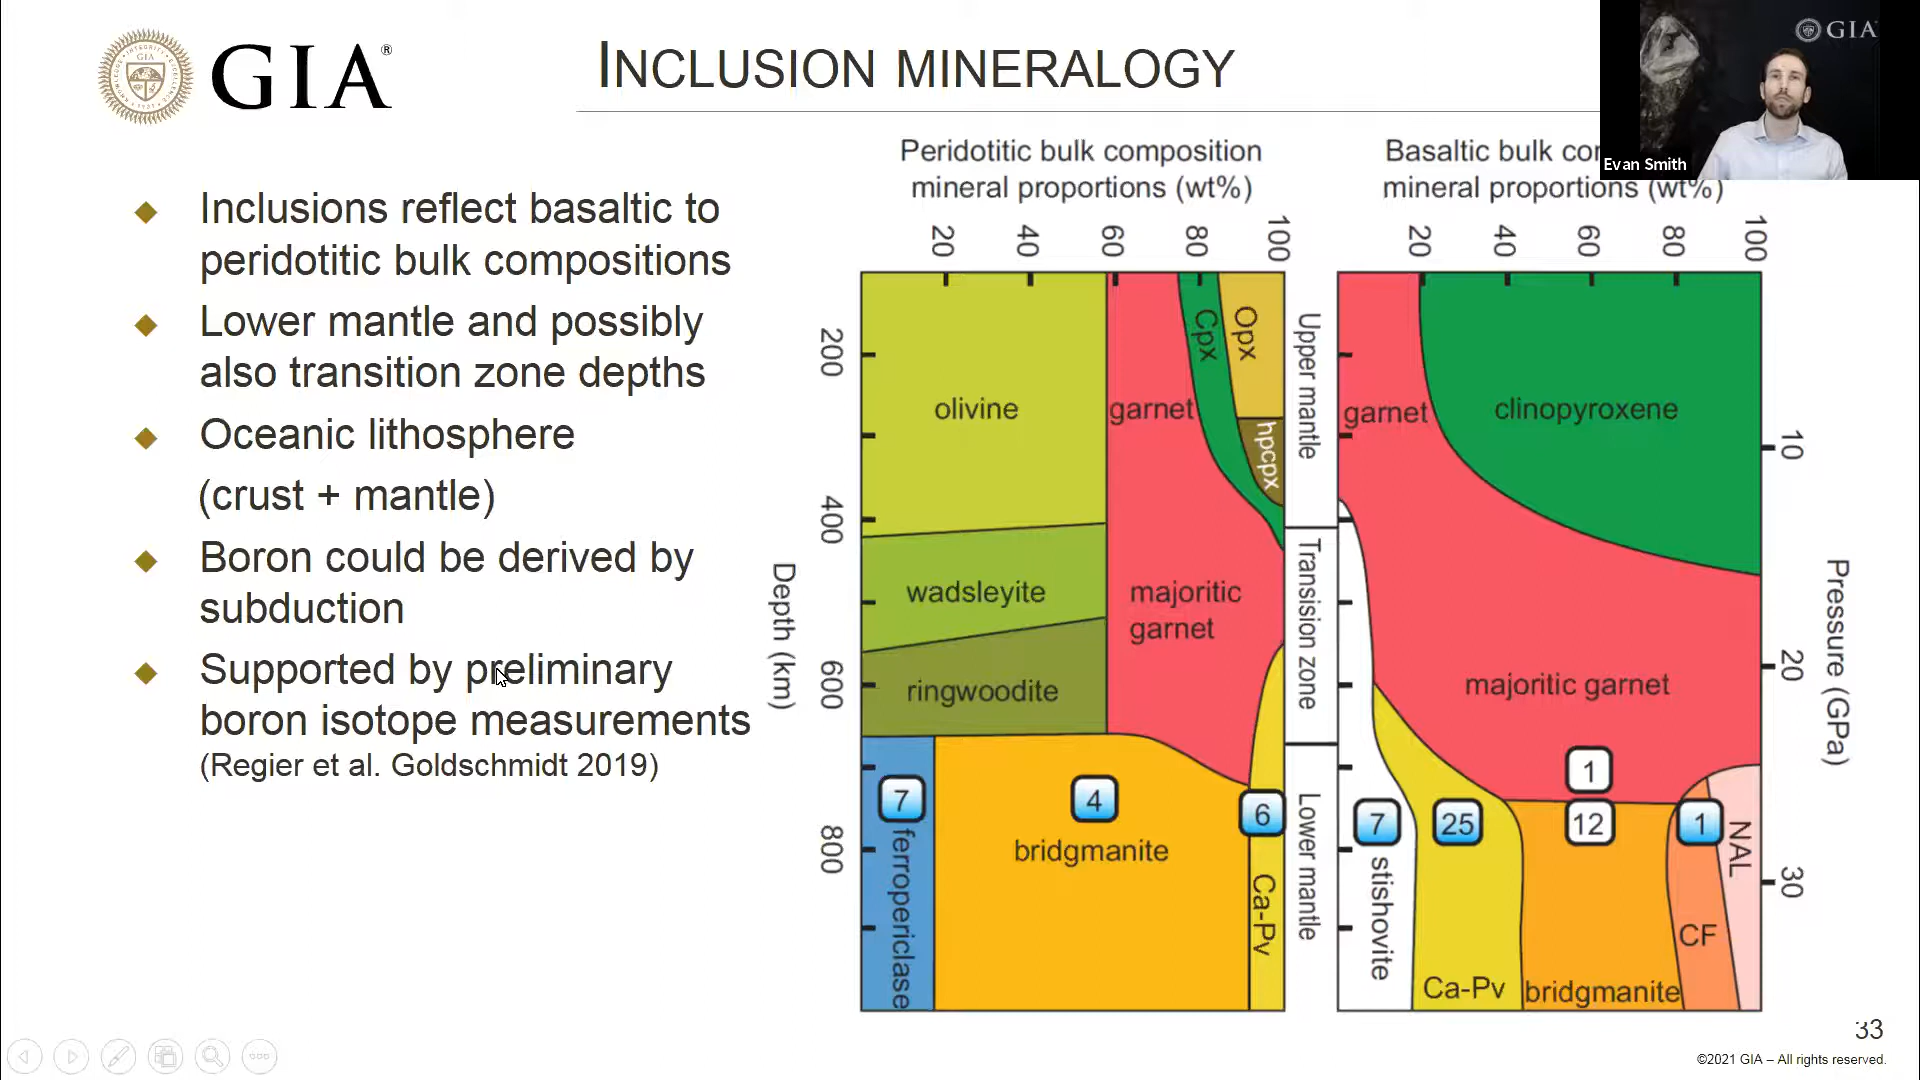 GIA®
INCLUSION MINERALOGY
GIA
Evan Smith
Inclusions reflect basaltic to
peridotitic bulk compositions
Lower mantle and possibly
also transition zone depths
Oceanic lithosphere
(crust + mantle)
Boron could be derived by
subduction
Supported by preliminary
boron isotope measurements
(Regier et al. Goldschmidt 2019)
Peridotitic bulk composition
mineral proportions (wt%)
20 40 60 80 100
Depth (km)
200
400
600
800
olivine
garnet
Cpx
Opx
hpcpx
wadsleyite
majoritic
garnet
ringwoodite
7
4
6
ferropericlase
bridgmanite
Ca-Pv
Upper mantle
Transision zone
Lower mantle
Basaltic bulk
mineral proportions (wt%)
20 40 60 80 100
garnet
clinopyroxene
majoritic garnet
1
7
25
12
1
stishovite
Ca-Pv
bridgmanite
CF
NAL
10
20
30
Pressure (GPa)
33
©2021 GIA – All rights reserved.